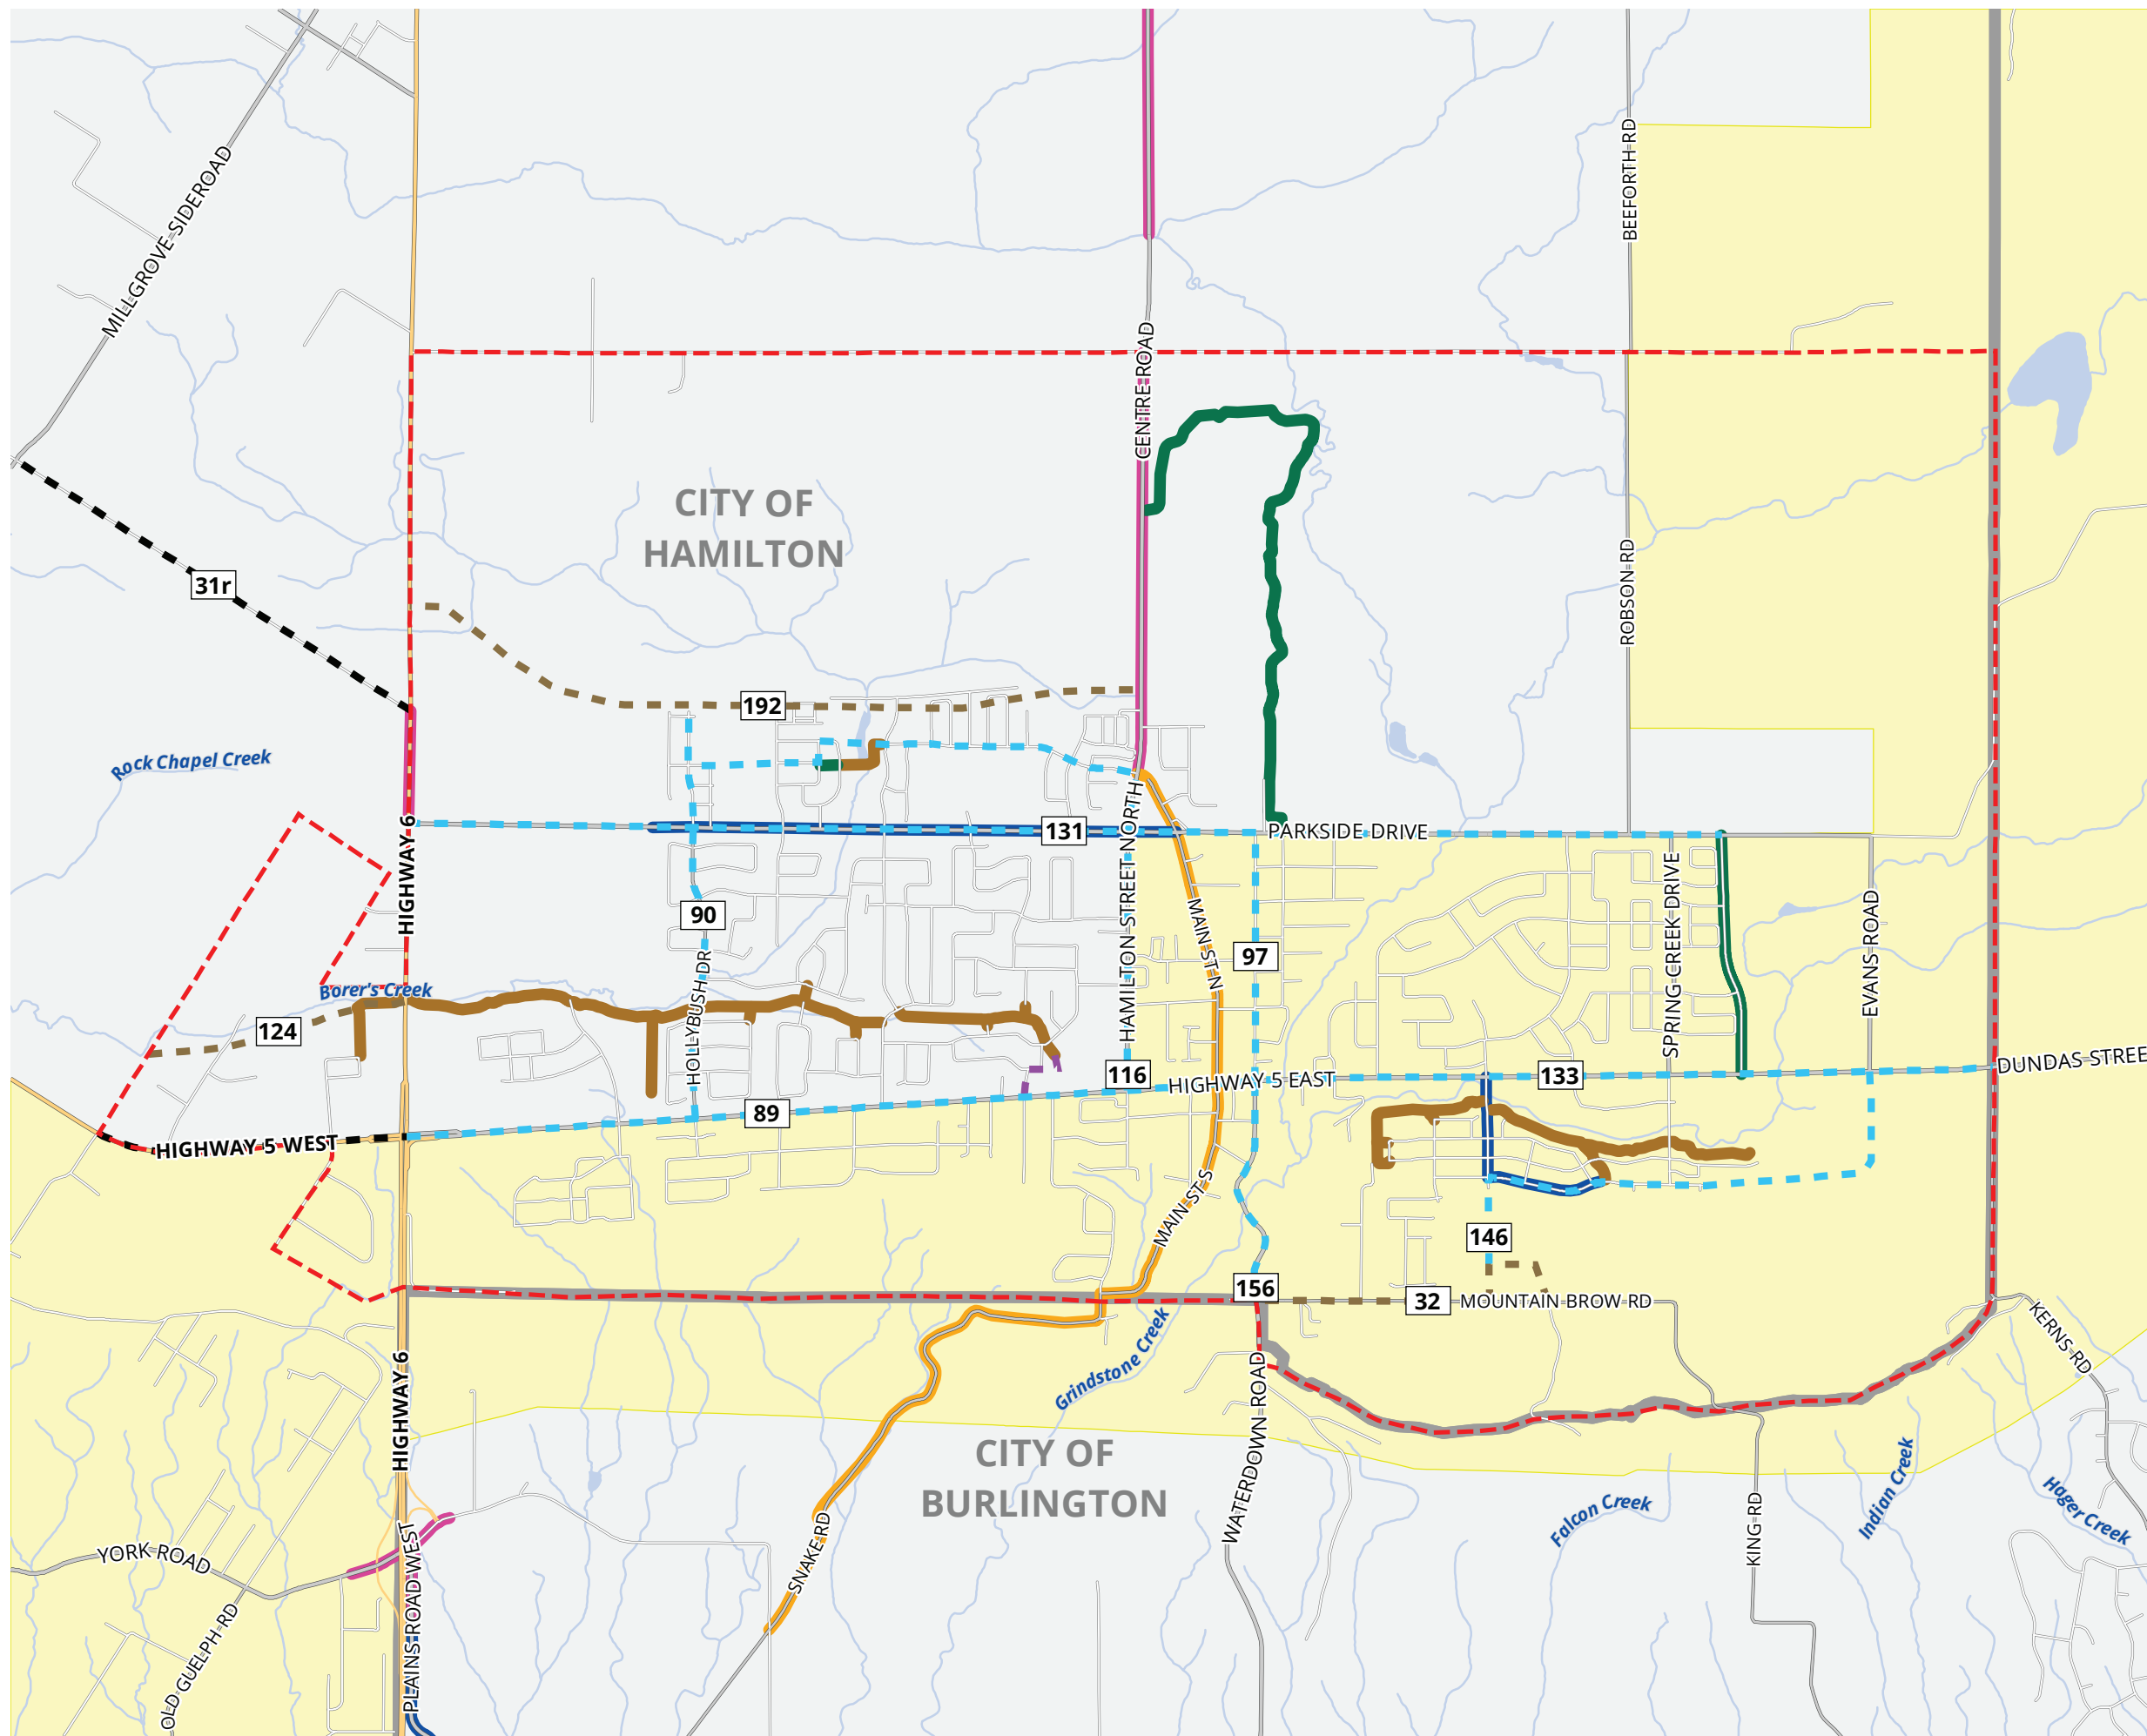 BEEFORTH RD
MILLGROVE SIDEROAD
CENTRE ROAD
CITY OF
HAMILTON
31r
ROBSON RD
192
Rock Chapel Creek
HIGHWAY 6
131
PARKSIDE DRIVE
HAMILTON STREET NORTH
MAIN ST N
SPRING CREEK DRIVE
EVANS ROAD
90
97
HOLLYBUSH DR
Borer's Creek
124
116
HIGHWAY 5 EAST
133
DUNDAS STREE
89
HIGHWAY 5 WEST
MAIN ST S
146
156
32
MOUNTAIN BROW RD
KERNS RD
Grindstone Creek
HIGHWAY 6
WATERDOWN ROAD
CITY OF
BURLINGTON
Falcon Creek
Indian Creek
Hager Creek
KING RD
YORK ROAD
PLAINS ROAD WEST
SNAKE RD
OLD GUELPH RD